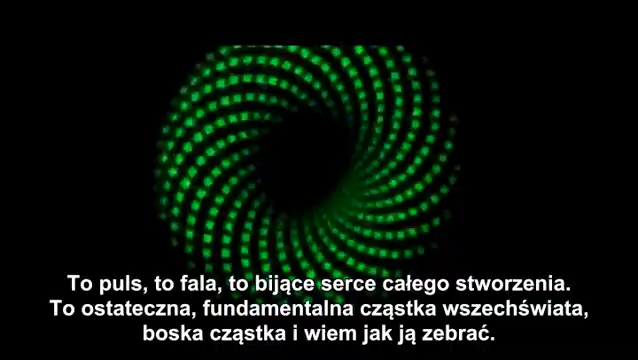 To puls, to fala, to bijące serce całego stworzenia.
To ostateczna, fundamentalna cząstka wszechświata,
boska cząstka i wiem jak ją zebrać.